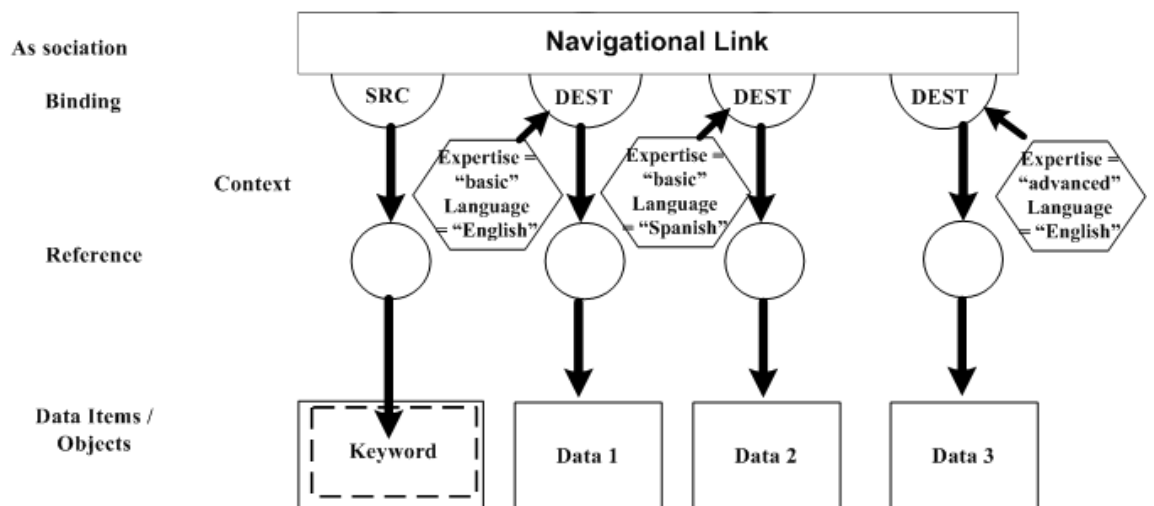 Navigational Link
As sociation
Binding
SRC
DEST
DEST
DEST
Context
Expertise =
“basic”
Language
= “English”
Expertise =
“basic”
Language
= “Spanish”
Expertise =
“advanced”
Language
= “English”
Reference
Data Items /
Objects
Keyword
Data 1
Data 2
Data 3